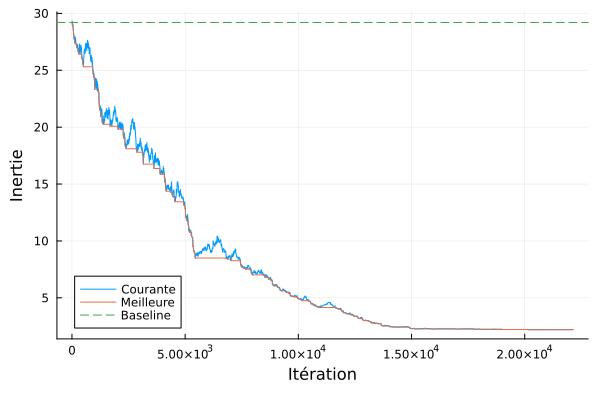 30
25
20
15
10
5
Inertie
Courante
Meilleure
Baseline
0 5.00×10³ 1.00×10⁴ 1.50×10⁴ 2.00×10⁴
Itération